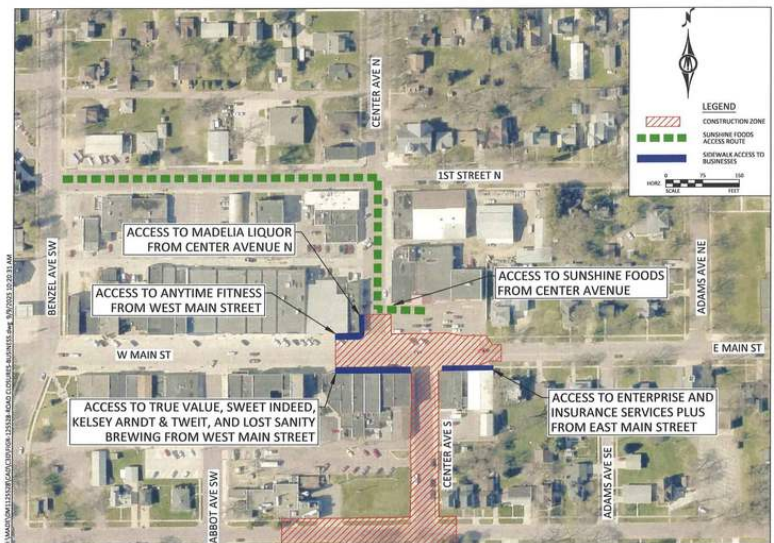 N
LEGEND
CONSTRUCTION ZONE
SUNSHINE FOODS
ACCESS ROUTE
SIDEWALK ACCESS TO
BUSINESSES
0 75 150
HORZ.
SCALE FEET
CENTER AVE N
1ST STREET N
ACCESS TO MADELIA LIQUOR
FROM CENTER AVENUE N
ACCESS TO SUNSHINE FOODS
FROM CENTER AVENUE
ACCESS TO ANYTIME FITNESS
FROM WEST MAIN STREET
BENZEL AVE SW
ADAMS AVE NE
W MAIN ST
E MAIN ST
ACCESS TO TRUE VALUE, SWEET INDEED,
KELSEY ARNDT & TWEIT, AND LOST SANITY
BREWING FROM WEST MAIN STREET
ACCESS TO ENTERPRISE AND
INSURANCE SERVICES PLUS
FROM EAST MAIN STREET
CENTER AVE S
ABBOT AVE SW
ADAMS AVE SE